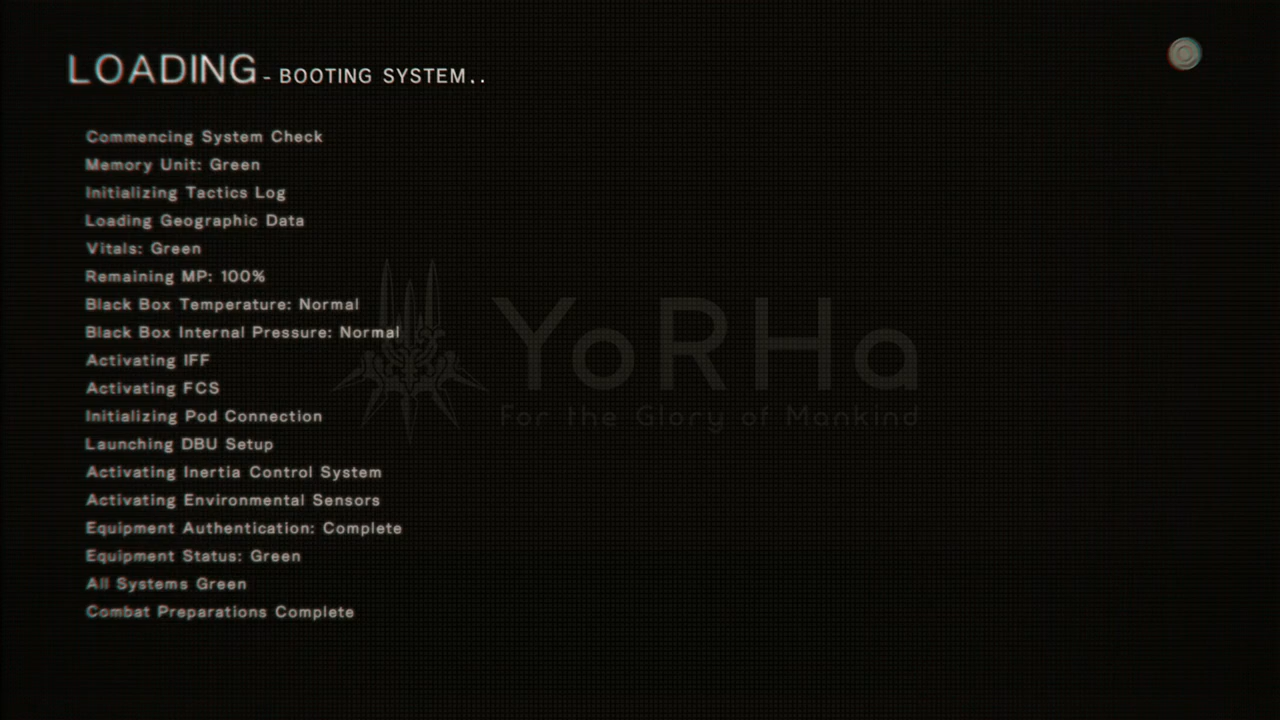 LOADING - BOOTING SYSTEM..
Commencing System Check
Memory Unit: Green
Initializing Tactics Log
Loading Geographic Data
Vitals: Green
Remaining MP: 100%
Black Box Temperature: Normal
Black Box Internal Pressure: Normal
Activating IFF
Activating FCS
Initializing Pod Connection
Launching DBU Setup
Activating Inertia Control System
Activating Environmental Sensors
Equipment Authentication: Complete
Equipment Status: Green
All Systems Green
Combat Preparations Complete
YoRHa
For the Glory of Mankind